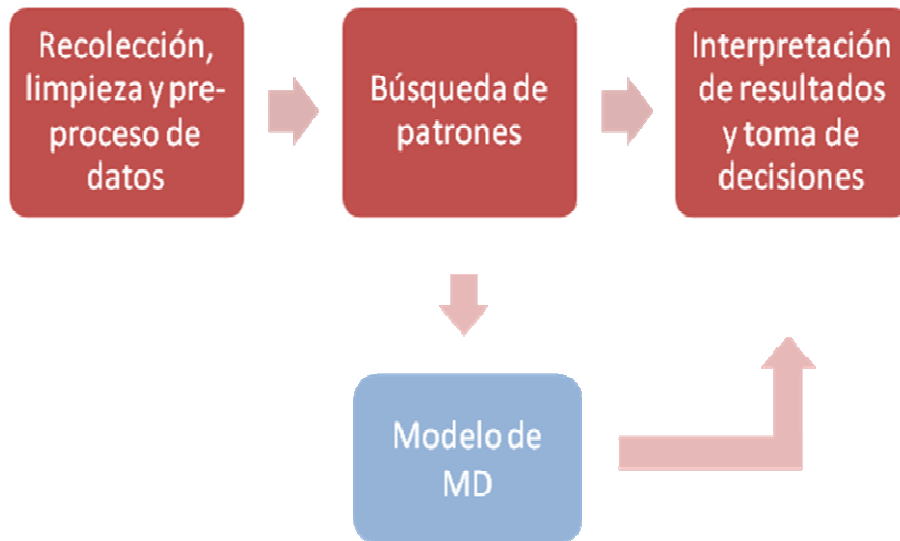 Recolección,
limpieza y pre-
proceso de
datos
Búsqueda de
patrones
Interpretación
de resultados
y toma de
decisiones
Modelo de
MD